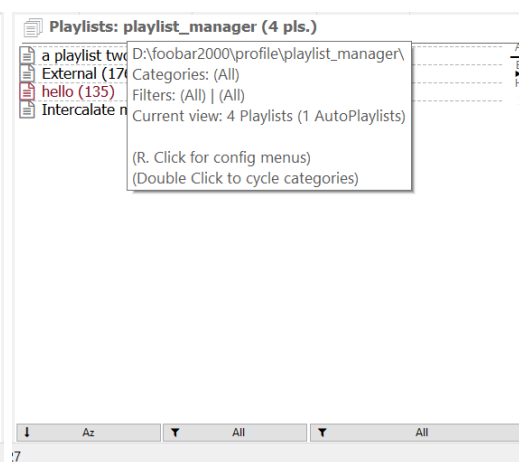 Playlists: playlist_manager (4 pls.)
a playlist two
D:\foobar2000\profile\playlist_manager\
External (17
Categories: (All)
hello (135)
Filters: (All) | (All)
Intercalate
Current view: 4 Playlists (1 AutoPlaylists)
(R. Click for config menus)
(Double Click to cycle categories)
Az
All
All
:27